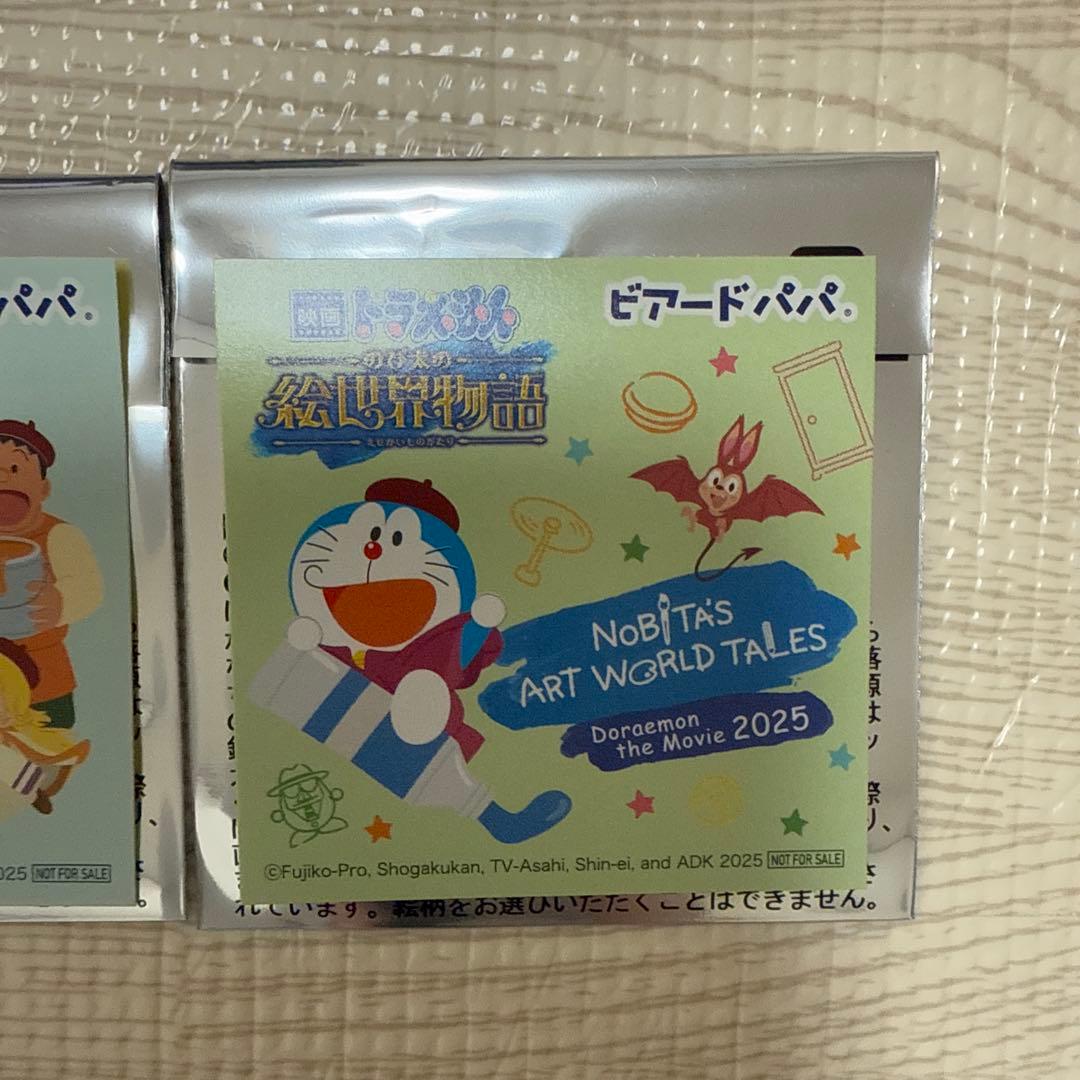 パパ®
025 NOT FOR SALE
映画 ドラえもん
のび太の
絵世界物語
えせかいものがたり
ビアードパパ®
NOBITA'S
ART WORLD TALES
Doraemon
the Movie 2025
©Fujiko-Pro, Shogakukan, TV-Asahi, Shin-ei, and ADK 2025 NOT FOR SALE
れています。絵柄をお選びいただくことはできません。